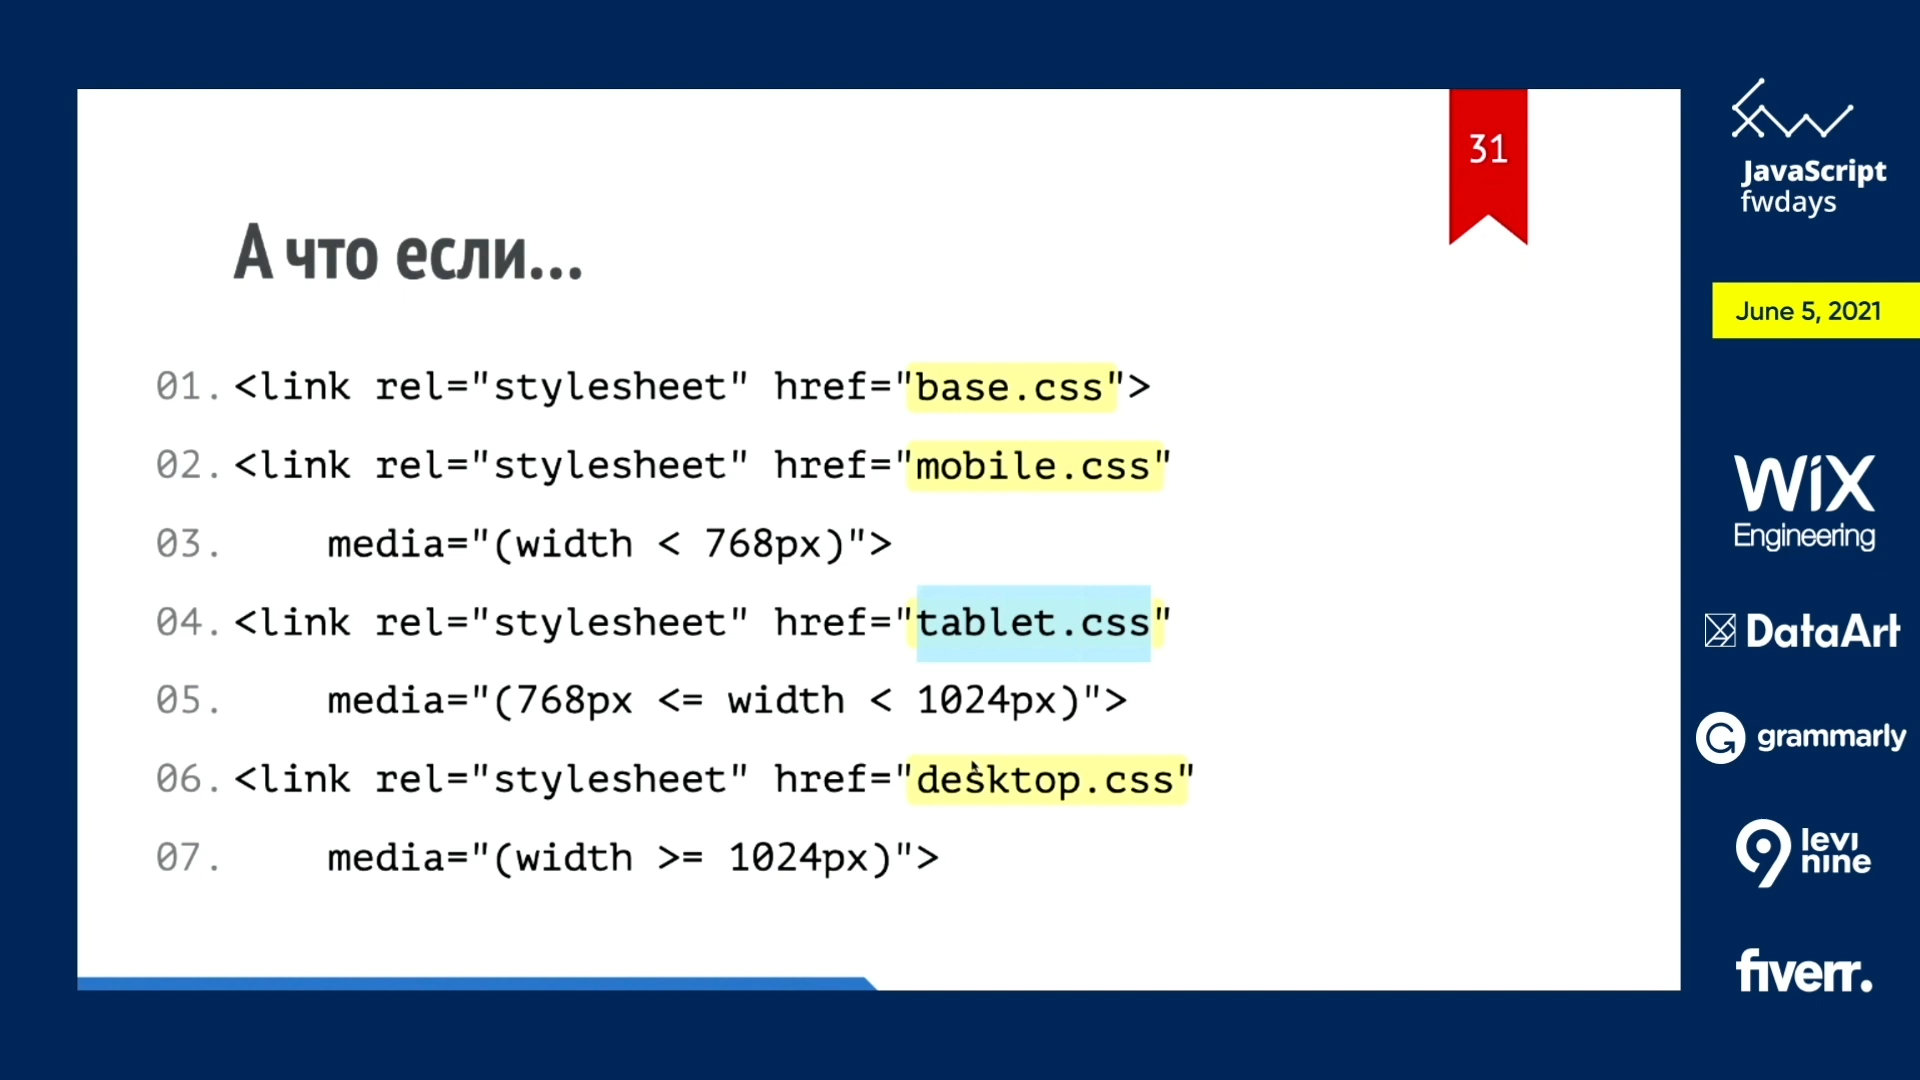 31
А что если...
01. <link rel="stylesheet" href="base.css">
02. <link rel="stylesheet" href="mobile.css"
03.     media="(width < 768px)">
04. <link rel="stylesheet" href="tablet.css"
05.     media="(768px <= width < 1024px)">
06. <link rel="stylesheet" href="desktop.css"
07.     media="(width >= 1024px)">
JavaScript
fwdays
June 5, 2021
WiX
Engineering
DataArt
grammarly
levi
nine
fiverr.